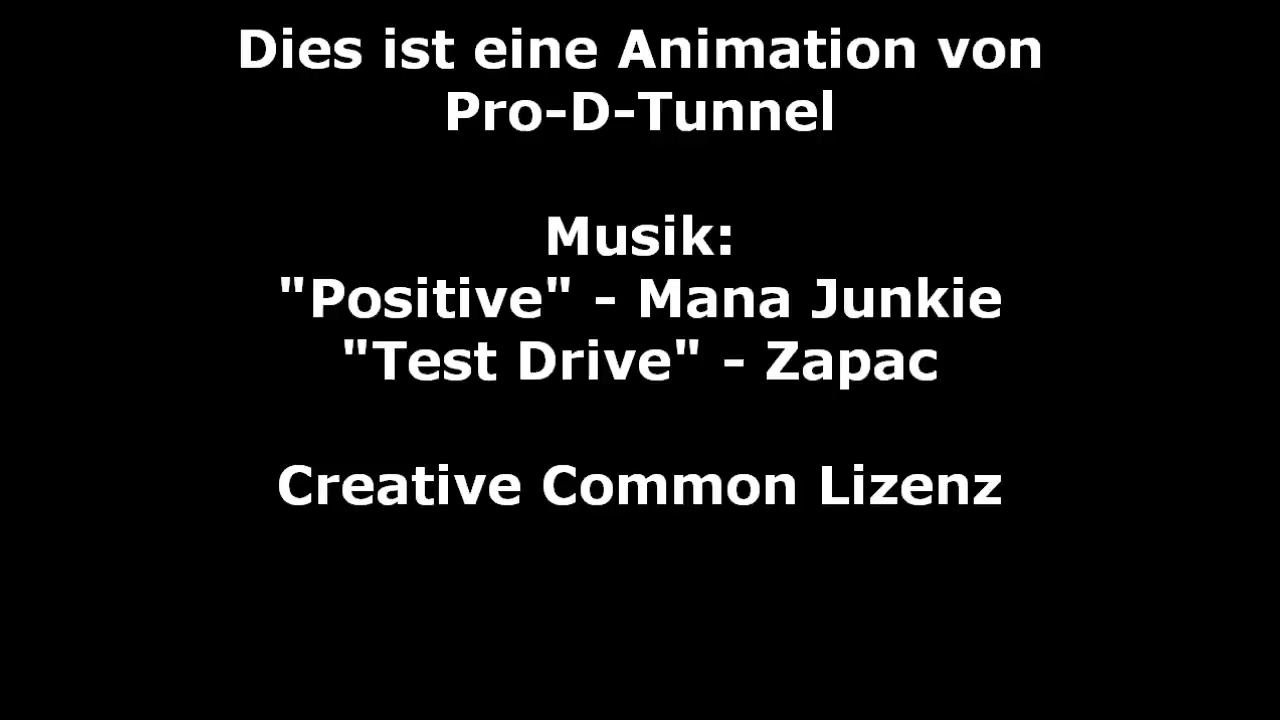 Dies ist eine Animation von
Pro-D-Tunnel
Musik:
"Positive" - Mana Junkie
"Test Drive" - Zapac
Creative Common Lizenz